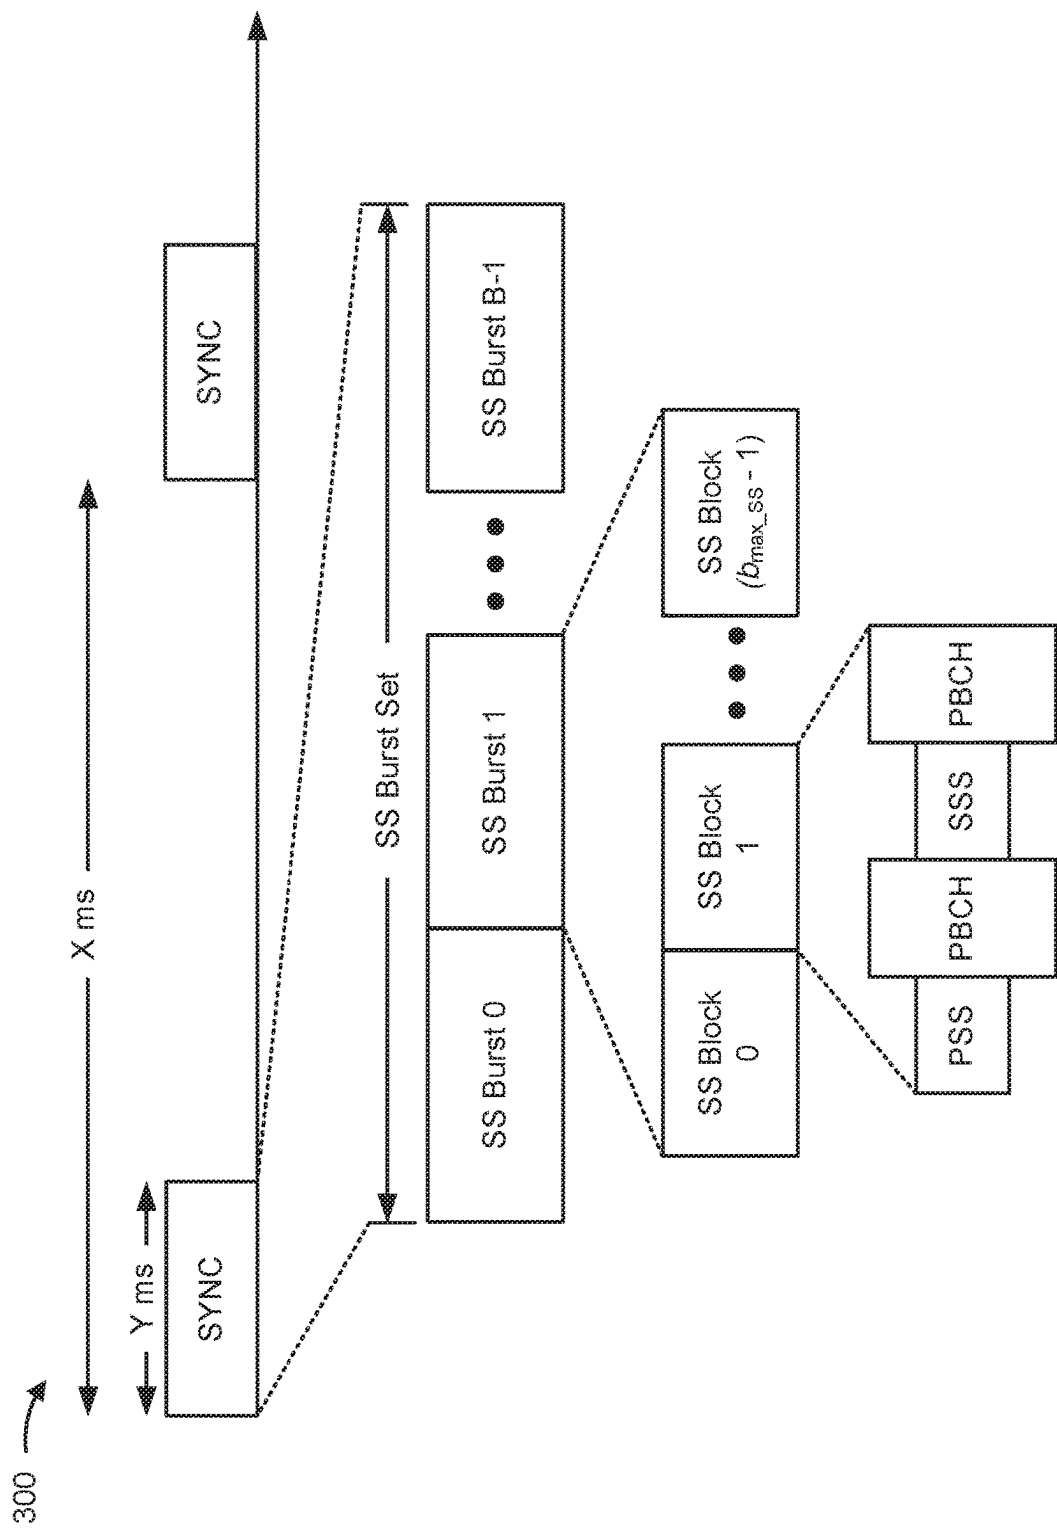 300
X ms
Y ms
SYNC
SYNC
SS Burst Set
SS Burst 0
SS Burst 1
SS Burst B-1
SS Block
0
SS Block
1
SS Block
(b_max_ss - 1)
PSS
PBCH
SSS
PBCH